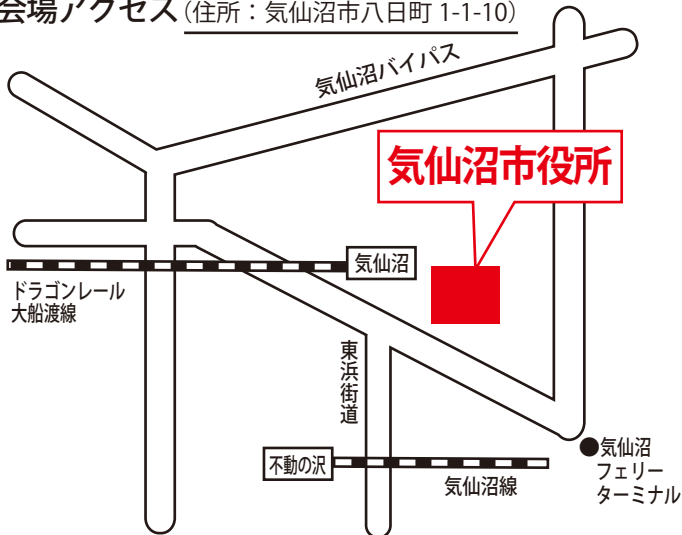 会場アクセス(住所：気仙沼市八日町 1-1-10)
気仙沼バイパス
気仙沼市役所
気仙沼
ドラゴンレール
大船渡線
東浜街道
不動の沢
気仙沼線
●気仙沼
フェリー
ターミナル